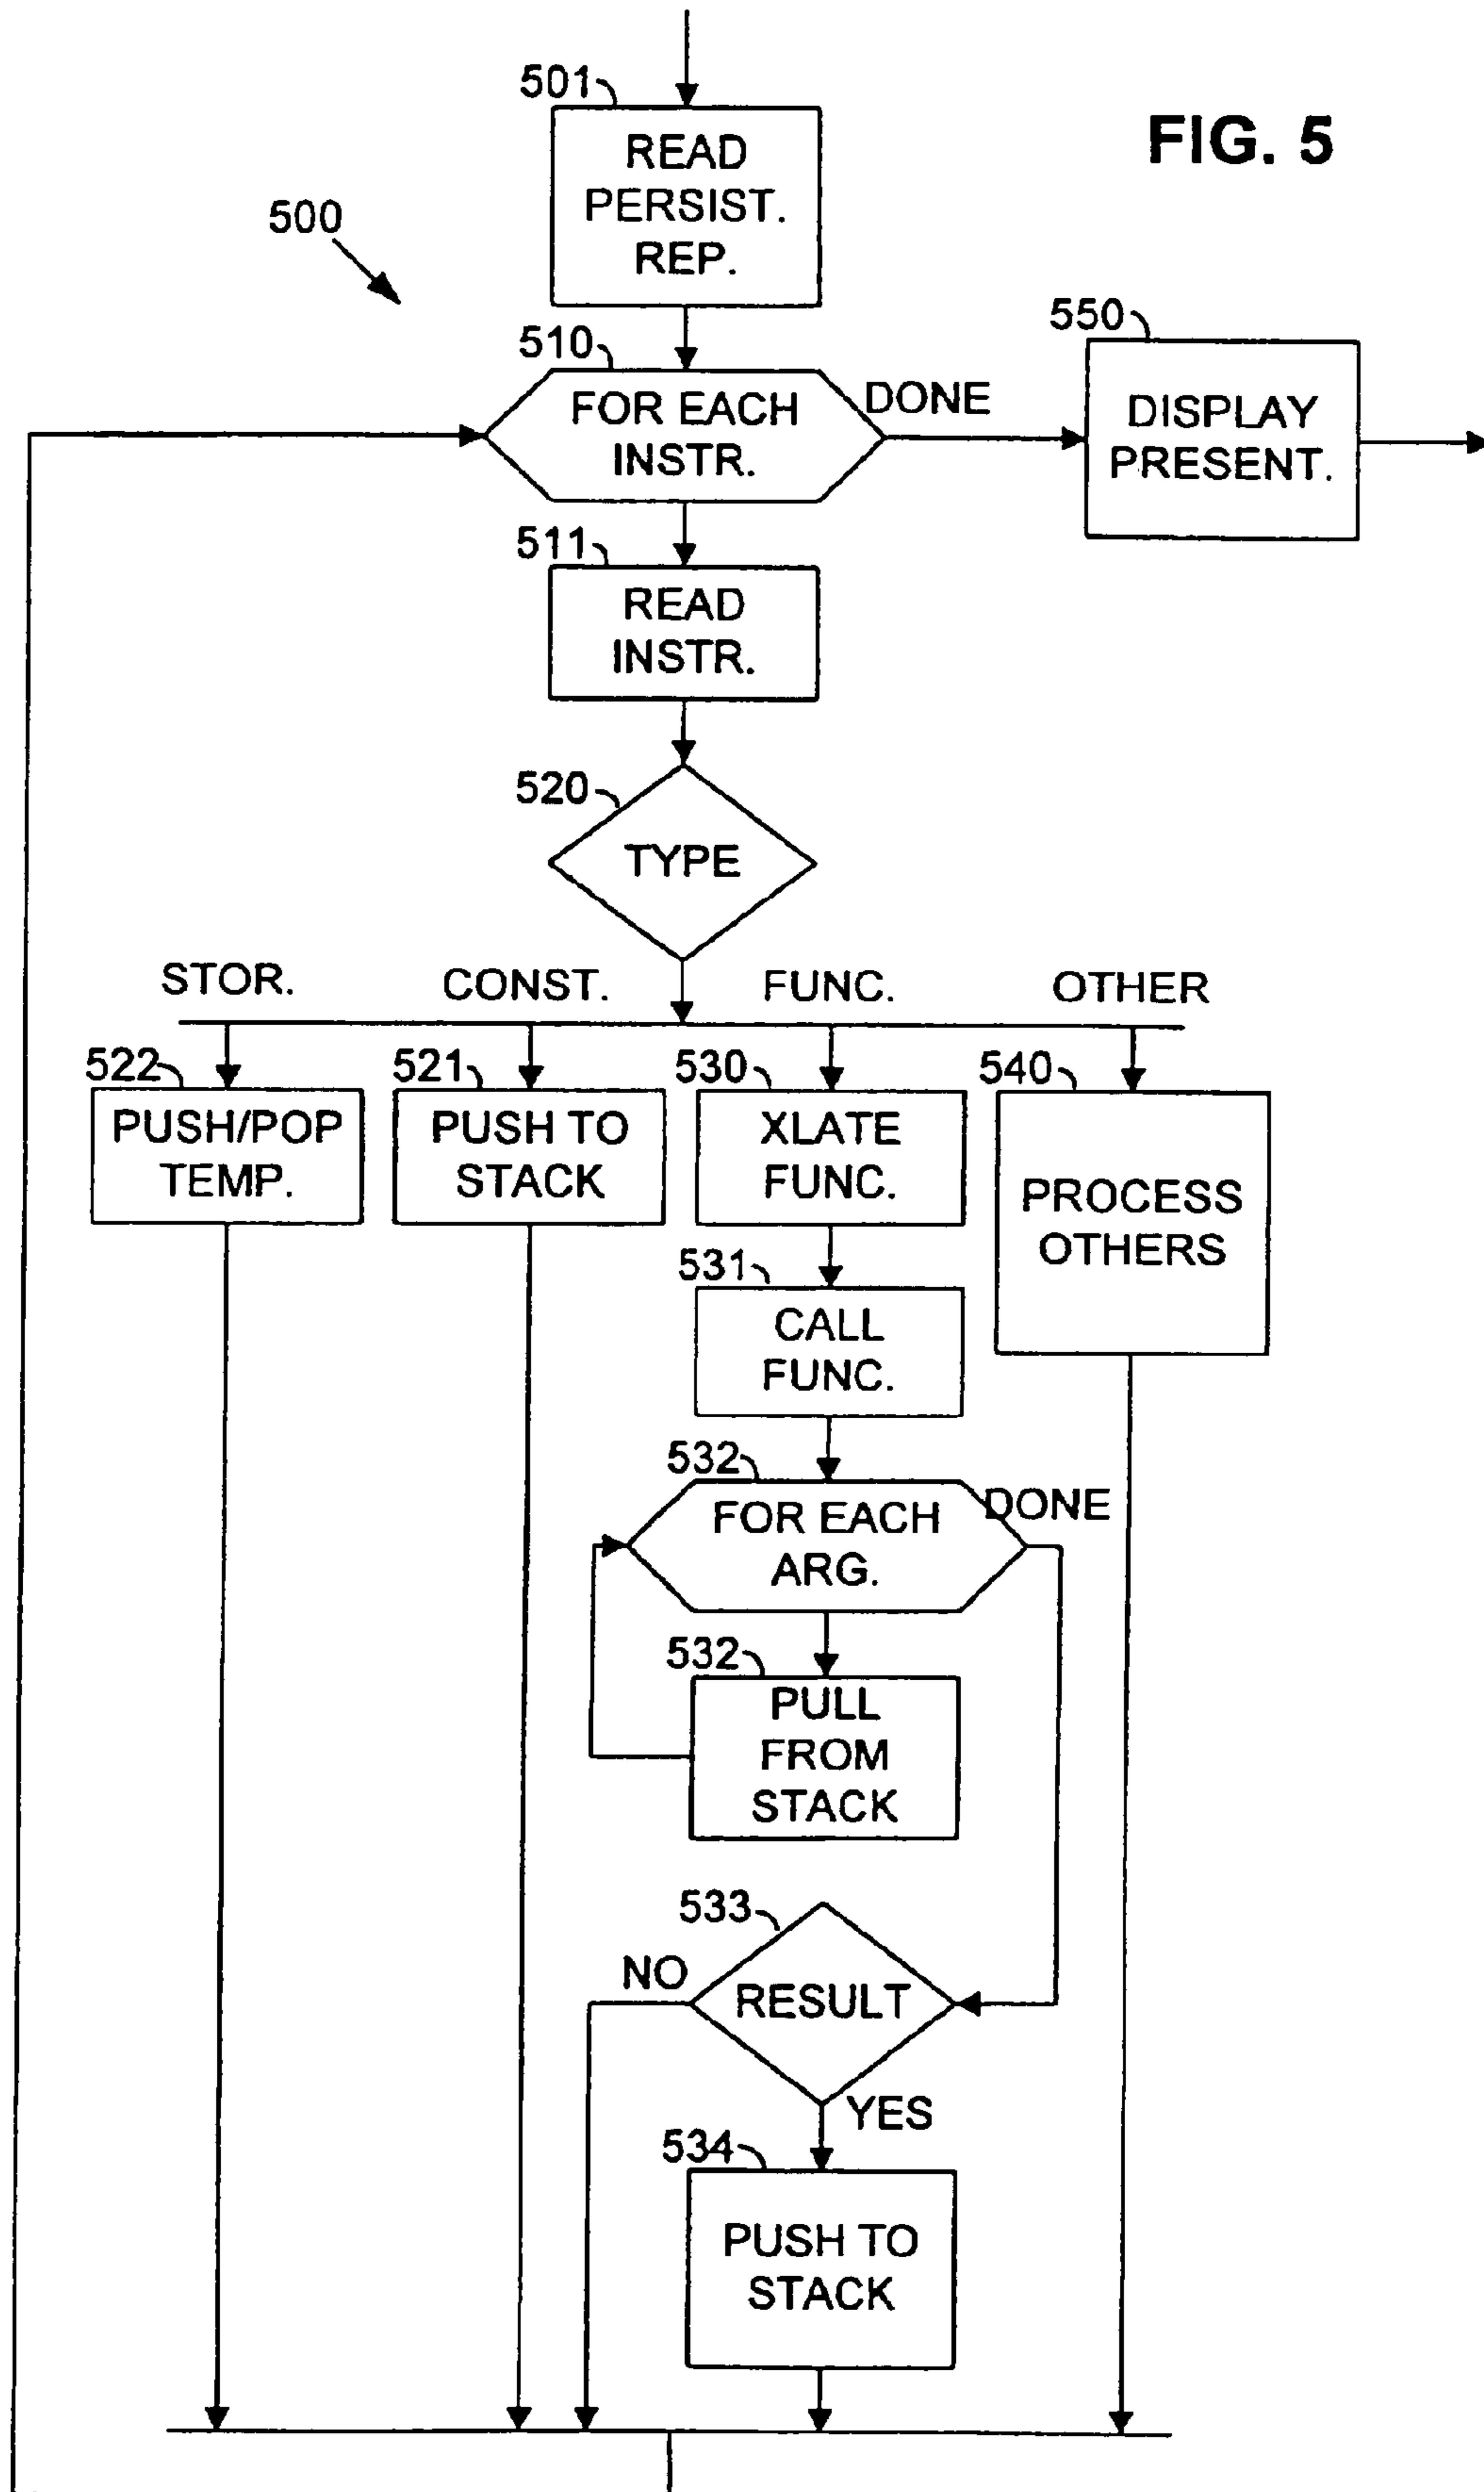 FIG. 5
500
501
READ
PERSIST.
REP.
510
FOR EACH
INSTR.
DONE
550
DISPLAY
PRESENT.
511
READ
INSTR.
520
TYPE
STOR.
CONST.
FUNC.
OTHER
522
PUSH/POP
TEMP.
521
PUSH TO
STACK
530
XLATE
FUNC.
540
PROCESS
OTHERS
531
CALL
FUNC.
532
FOR EACH
ARG.
DONE
532
PULL
FROM
STACK
533
RESULT
NO
YES
534
PUSH TO
STACK